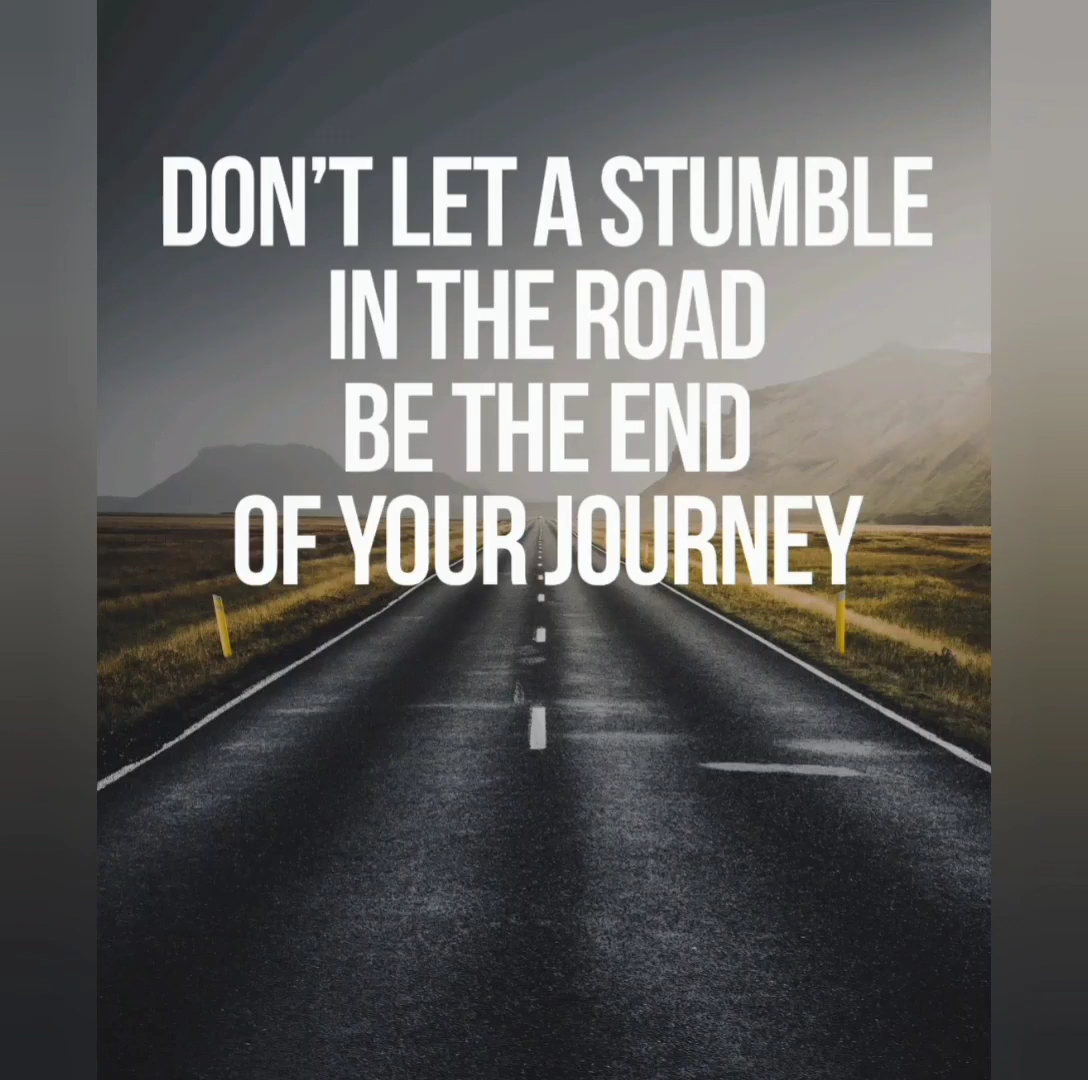 DON’T LET A STUMBLE
IN THE ROAD
BE THE END
OF YOUR JOURNEY